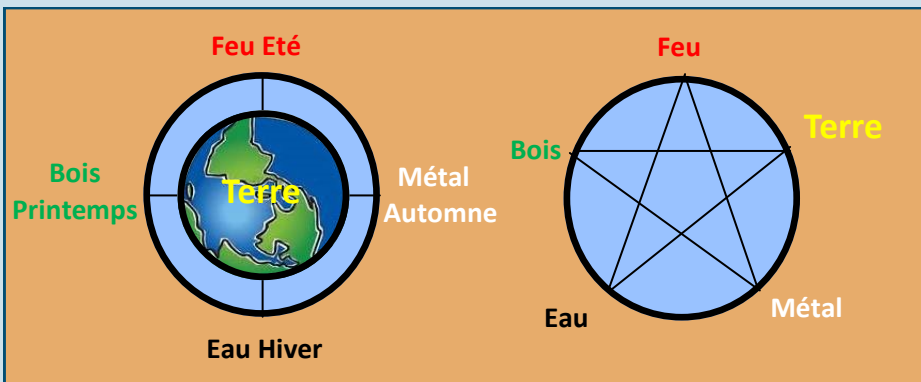 Feu Eté
Bois
Printemps
Terre
Métal
Automne
Eau Hiver
Feu
Bois
Terre
Eau
Métal